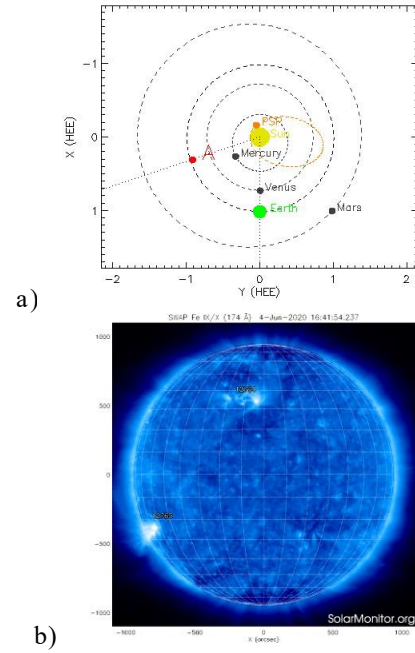 -1
0
1
X (HEE)
PSP
Sun
A
Mercury
Venus
Earth
Mars
-2 -1 0 1 2
Y (HEE)
a)
SWAP Fe IX/X (174 Å) 4-Jun-2020 16:41:54.237
1000
500
0
-500
-1000
SolarMonitor.org
-1000 -500 0 500 1000
X (arcsec)
b)